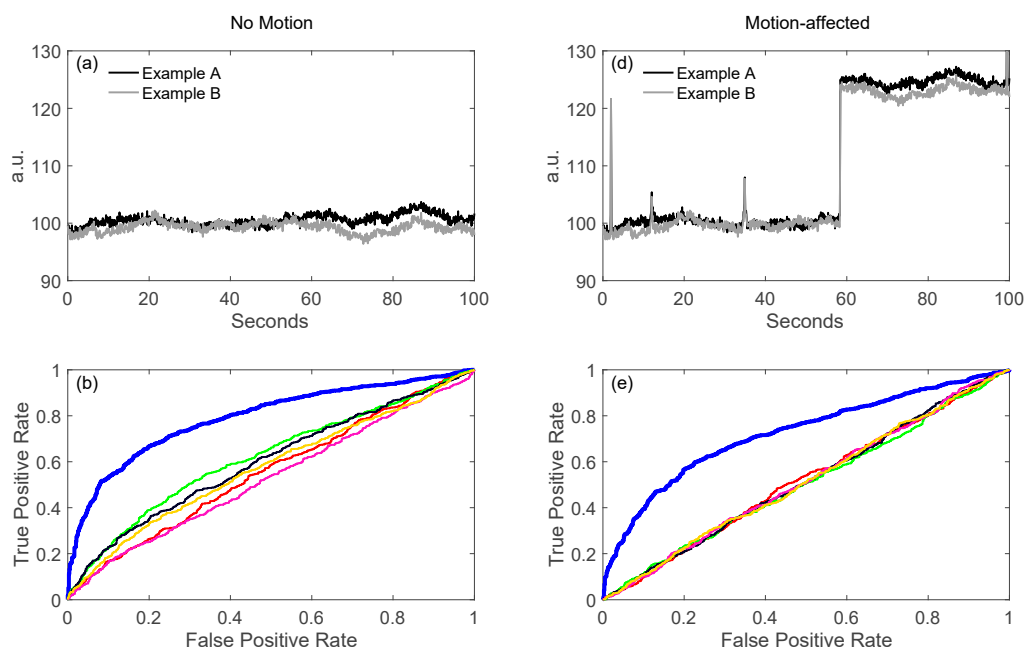 No Motion
(a)
Example A
Example B
130
120
110
100
90
a.u.
0 20 40 60 80 100
Seconds
Motion-affected
(d)
Example A
Example B
130
120
110
100
90
a.u.
0 20 40 60 80 100
Seconds
(b)
1
0.8
0.6
0.4
0.2
0
True Positive Rate
0 0.2 0.4 0.6 0.8 1
False Positive Rate
(e)
1
0.8
0.6
0.4
0.2
0
True Positive Rate
0 0.2 0.4 0.6 0.8 1
False Positive Rate